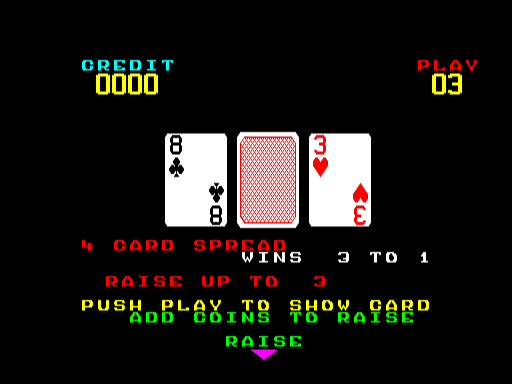 CREDIT PLAY
0000 03
8 3
8 3
4 CARD SPREAD
WINS 3 TO 1
RAISE UP TO 3
PUSH PLAY TO SHOW CARD
ADD COINS TO RAISE
RAISE